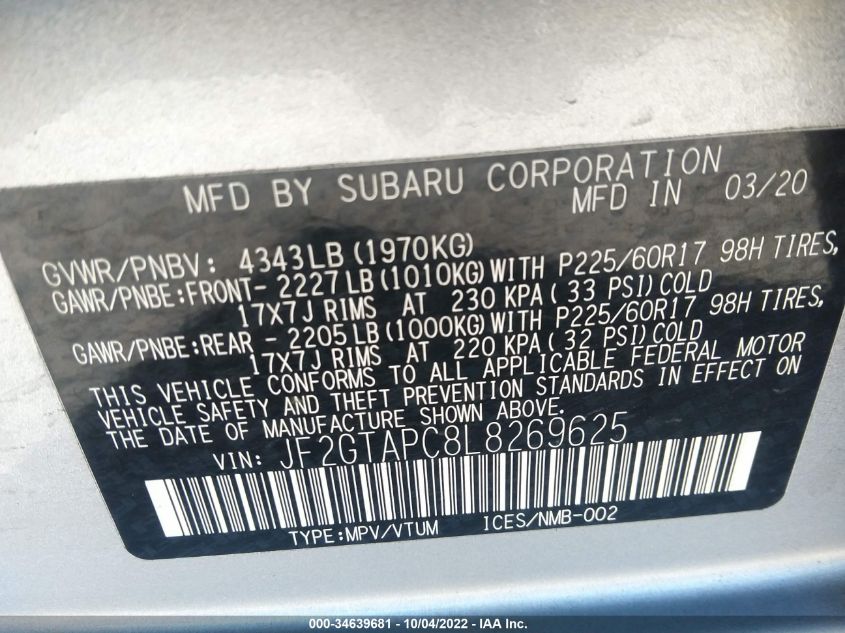 MFD BY SUBARU CORPORATION
MFD IN 03/20
GVWR/PNBV: 4343LB (1970KG)
GAWR/PNBE:FRONT- 2227LB(1010KG)WITH P225/60R17 98H TIRES,
17X7J RIMS AT 230 KPA( 33 PSI)COLD
GAWR/PNBE:REAR - 2205LB(1000KG)WITH P225/60R17 98H TIRES,
17X7J RIMS AT 220 KPA( 32 PSI)COLD
THIS VEHICLE CONFORMS TO ALL APPLICABLE FEDERAL MOTOR
VEHICLE SAFETY AND THEFT PREVENTION STANDARDS IN EFFECT ON
THE DATE OF MANUFACTURE SHOWN ABOVE.
VIN: JF2GTAPC8L8269625
TYPE:MPV/VTUM ICES/NMB-002
000-34639681 - 10/04/2022 - IAA Inc.